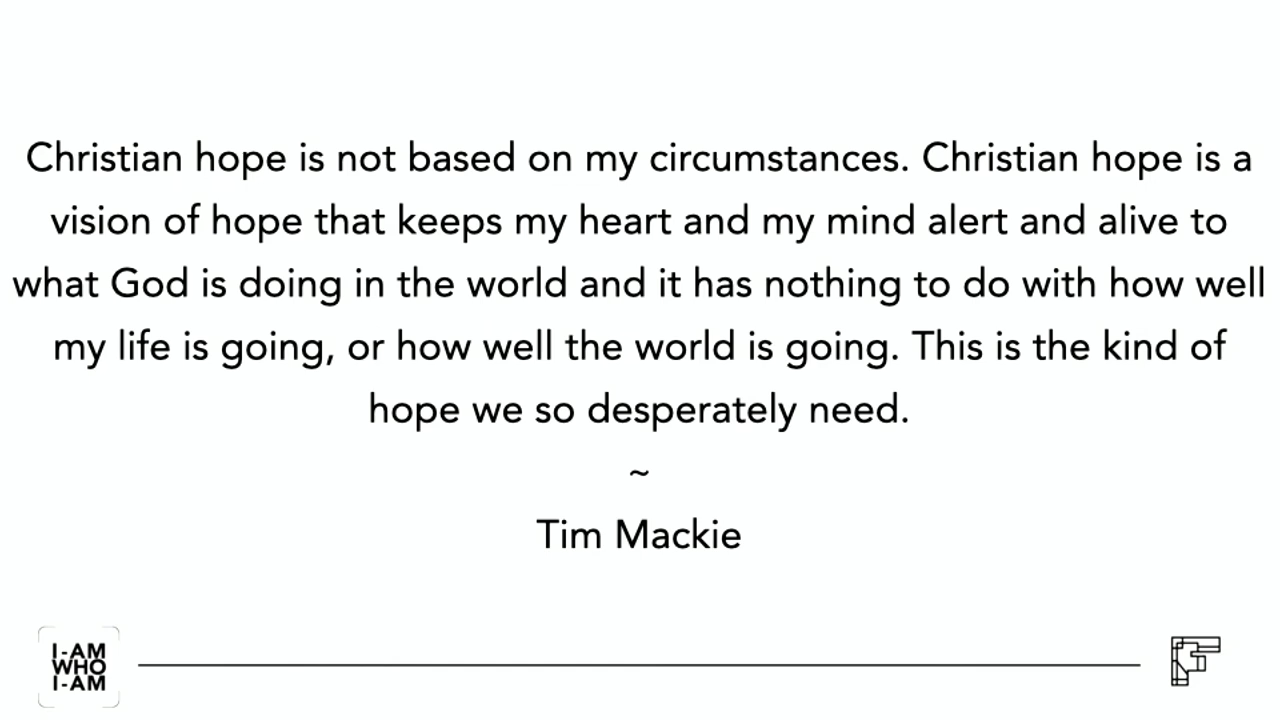 Christian hope is not based on my circumstances. Christian hope is a
vision of hope that keeps my heart and my mind alert and alive to
what God is doing in the world and it has nothing to do with how well
my life is going, or how well the world is going. This is the kind of
hope we so desperately need.
~
Tim Mackie
I-AM
WHO
I-AM